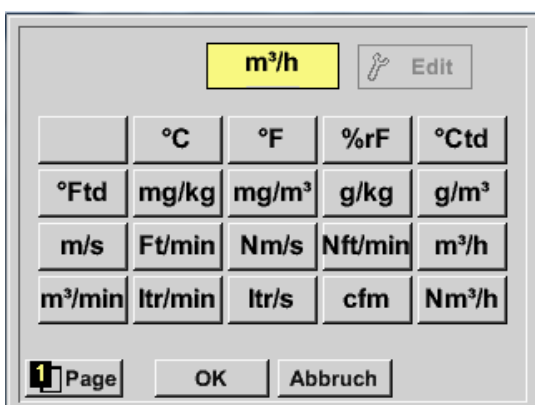 m³/h Edit
°C °F %rF °Ctd
°Ftd mg/kg mg/m³ g/kg g/m³
m/s Ft/min Nm/s Nft/min m³/h
m³/min ltr/min ltr/s cfm Nm³/h
1 Page OK Abbruch